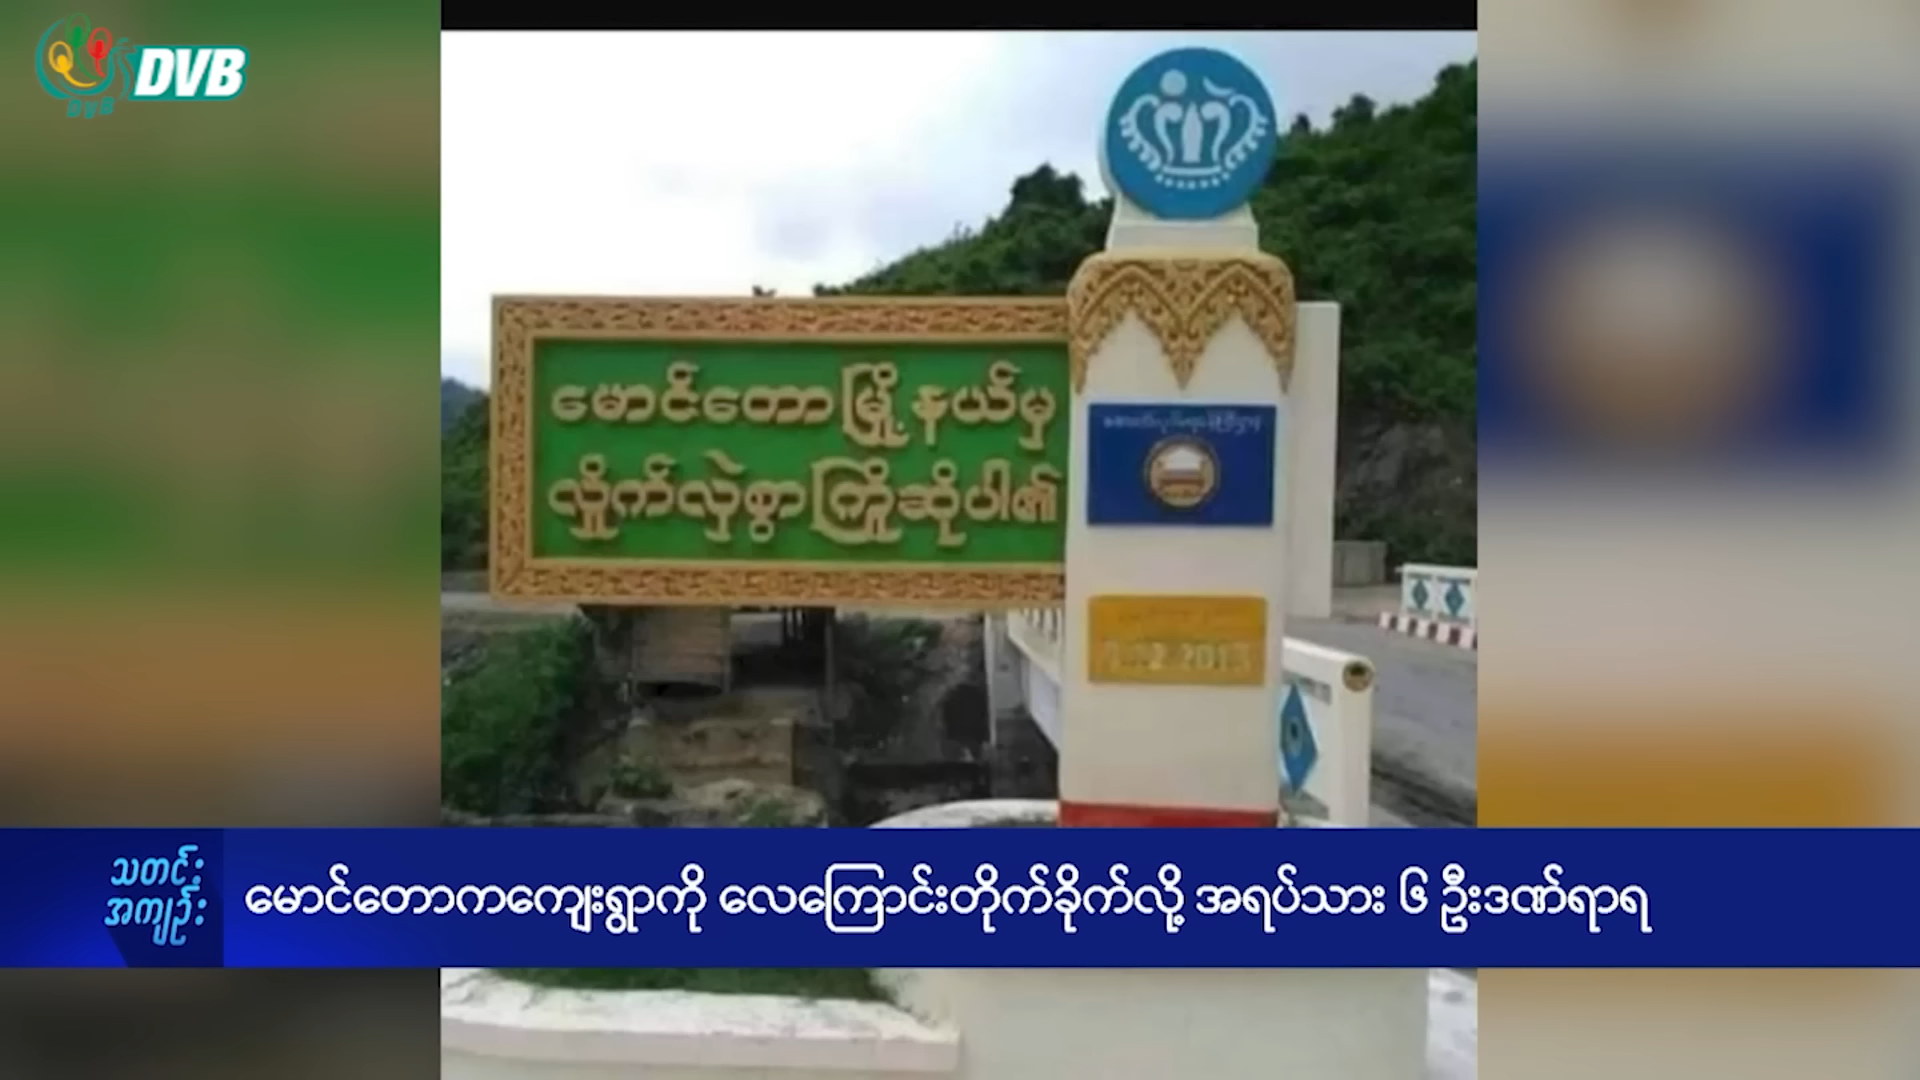 DVB
DVB
မောင်တောမြို့နယ်မှ
လှိုက်လှဲစွာကြိုဆိုပါ၏
သတင်း
အကျဉ်း
မောင်တောကကျေးရွာကို လေကြောင်းတိုက်ခိုက်လို့ အရပ်သား ၆ ဦးဒဏ်ရာရ